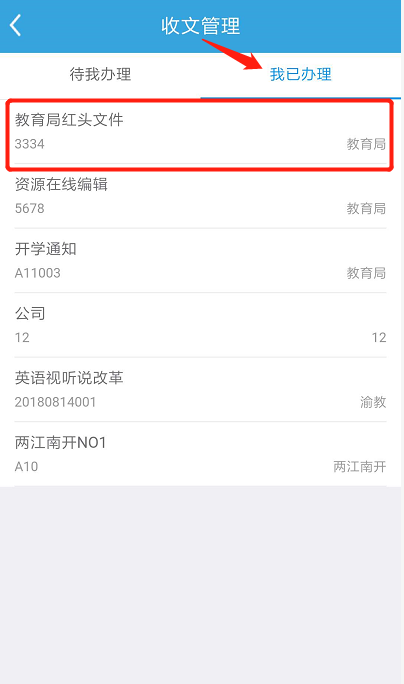 收文管理
待我办理 我已办理
教育局红头文件
3334 教育局
资源在线编辑
5678 教育局
开学通知
A11003 教育局
公司
12 12
英语视听说改革
20180814001 渝教
两江南开NO1
A10 两江南开